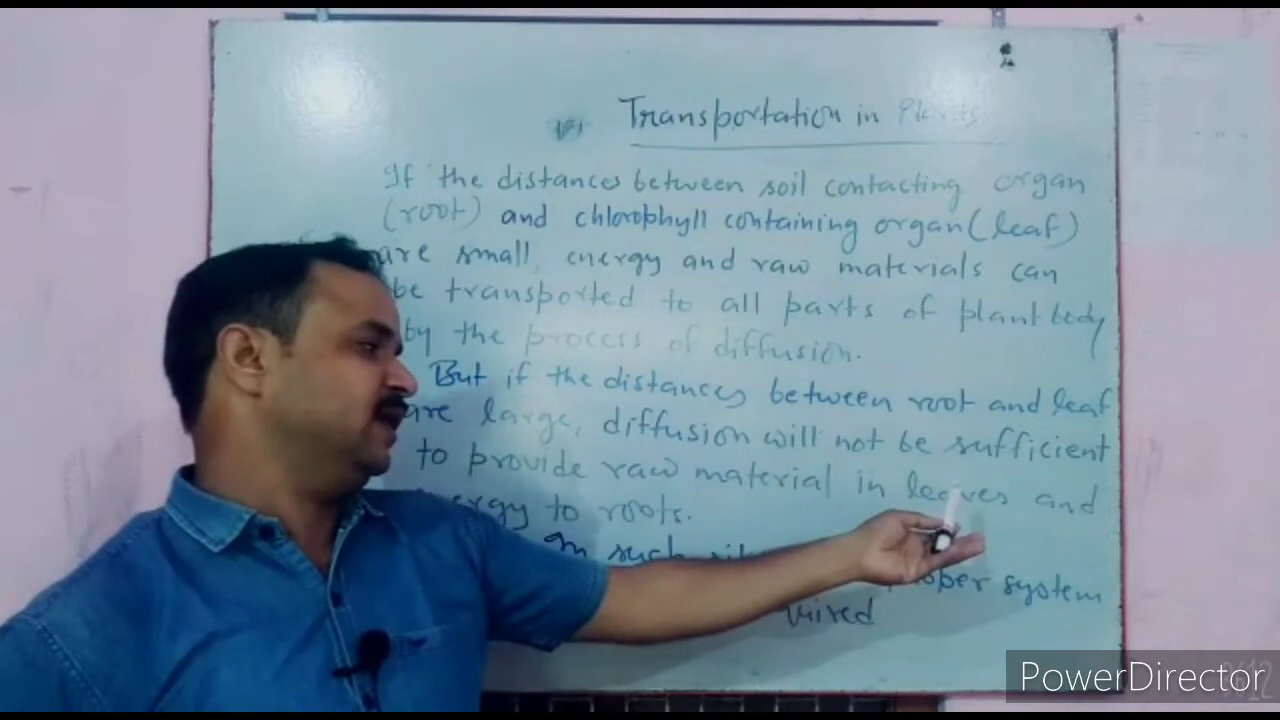 Transportation in Plants
If the distances between soil contacting organ
(root) and chlorophyll containing organ (leaf)
are small, energy and raw materials can
be transported to all parts of plant body
by the process of diffusion.
But if the distances between root and leaf
are large, diffusion will not be sufficient
to provide raw material in leaves and
to roots.
In such system
PowerDirector